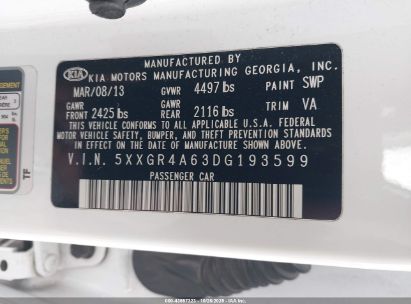 MANUFACTURED BY
KIA KIA MOTORS MANUFACTURING GEORGIA, INC.
MAR/08/13 GVWR 4497 lbs PAINT SWP
GAWR FRONT 2425 lbs GAWR REAR 2116 lbs TRIM VA
THIS VEHICLE CONFORMS TO ALL APPLICABLE U.S.A. FEDERAL
MOTOR VEHICLE SAFETY, BUMPER, AND THEFT PREVENTION STANDARDS
IN EFFECT ON THE DATE OF MANUFACTURE SHOWN ABOVE.
V.I.N. 5XXGR4A63DG193599
PASSENGER CAR
TF